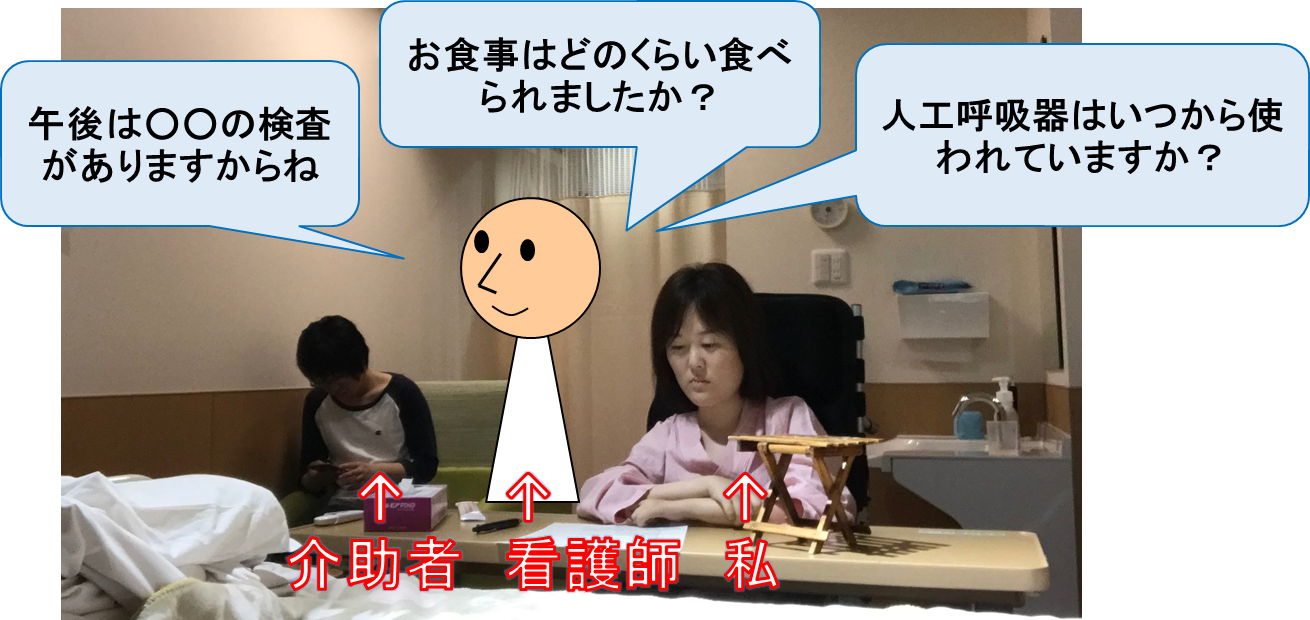 お食事はどのくらい食べ
られましたか？
午後は〇〇の検査
がありますからね
人工呼吸器はいつから使
われていますか？
↑ ↑ ↑
介助者 看護師 私